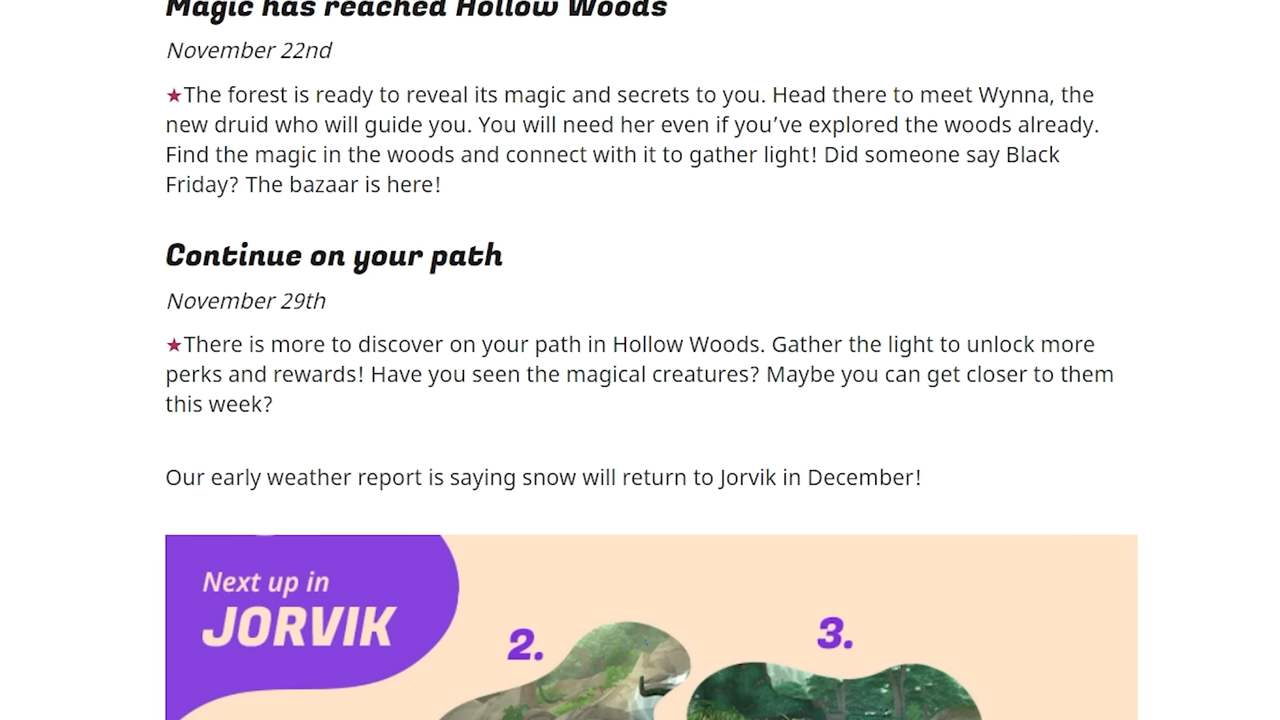 Magic has reached Hollow Woods
November 22nd
★The forest is ready to reveal its magic and secrets to you. Head there to meet Wynna, the
new druid who will guide you. You will need her even if you’ve explored the woods already.
Find the magic in the woods and connect with it to gather light! Did someone say Black
Friday? The bazaar is here!
Continue on your path
November 29th
★There is more to discover on your path in Hollow Woods. Gather the light to unlock more
perks and rewards! Have you seen the magical creatures? Maybe you can get closer to them
this week?
Our early weather report is saying snow will return to Jorvik in December!
Next up in
JORVIK
2.
3.